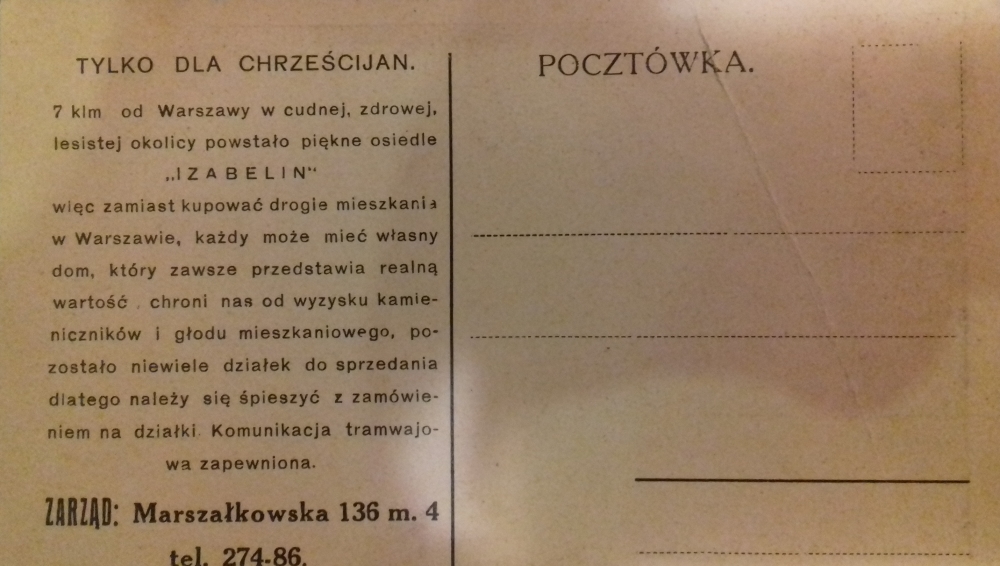 TYLKO DLA CHRZEŚCIJAN.
7 klm od Warszawy w cudnej, zdrowej,
lesistej okolicy powstało piękne osiedle
„IZABELIN“
więc zamiast kupować drogie mieszkania
w Warszawie, każdy może mieć własny
dom, który zawsze przedstawia realną
wartość . chroni nas od wyzysku kamie-
niczników i głodu mieszkaniowego, po-
zostało niewiele działek do sprzedania
dlatego należy się śpieszyć z zamówie-
niem na działki. Komunikacja tramwajo-
wa zapewniona.
ZARZĄD: Marszałkowska 136 m. 4
tel. 274-86.
POCZTÓWKA.